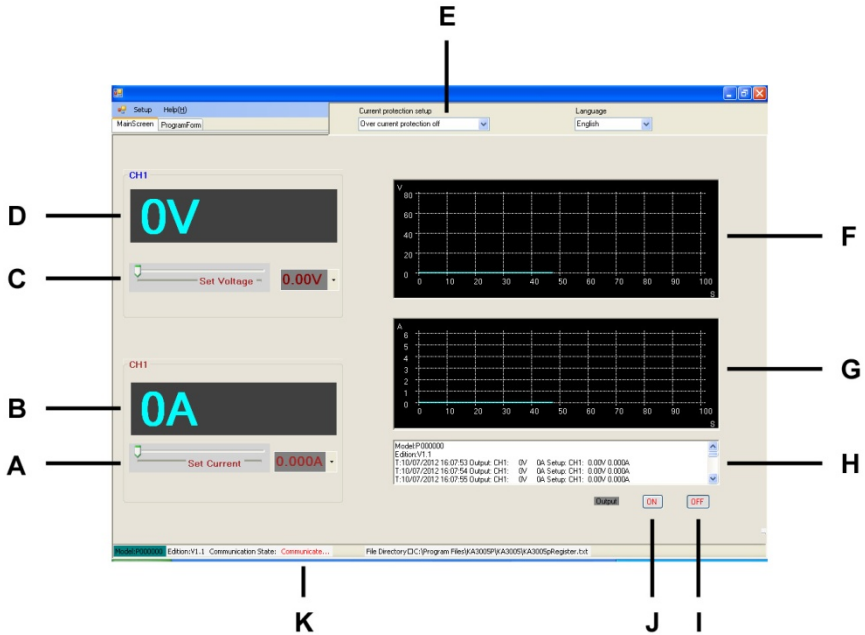 E
Setup Help(H)
Current protection setup Language
MainScreen ProgramForm Over current protection off English
CH1
D
0V
C
Set Voltage 0.00V
V
80
60
40
20
0
0 10 20 30 40 50 60 70 80 90 100
S
F
CH1
B
0A
A
Set Current 0.000A
A
6
5
4
3
2
1
0
0 10 20 30 40 50 60 70 80 90 100
S
G
Model:P000000
Edition:V1.1
T:10/07/2012 16:07:53 Output: CH1: 0V 0A Setup: CH1: 0.00V 0.000A
T:10/07/2012 16:07:54 Output: CH1: 0V 0A Setup: CH1: 0.00V 0.000A
T:10/07/2012 16:07:55 Output: CH1: 0V 0A Setup: CH1: 0.00V 0.000A
H
Output ON OFF
Model:P000000 Edition:V1.1 Communication State: Communicate... File Directory□C:\Program Files\KA3005P\KA3005\KA3005pRegister.txt
K J I